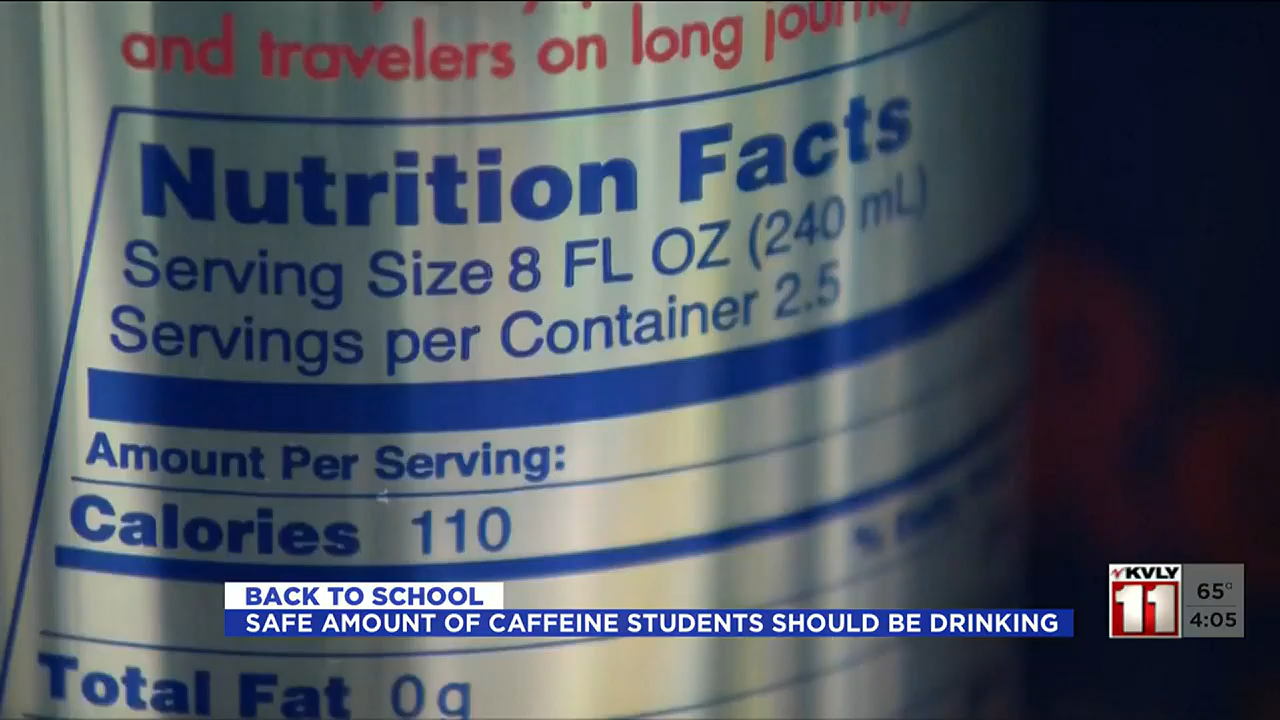 and travelers on long journey
Nutrition Facts
Serving Size 8 FL OZ (240 mL)
Servings per Container 2.5
Amount Per Serving:
Calories 110
Total Fat 0g
BACK TO SCHOOL
SAFE AMOUNT OF CAFFEINE STUDENTS SHOULD BE DRINKING
KVLY
11
65°
4:05